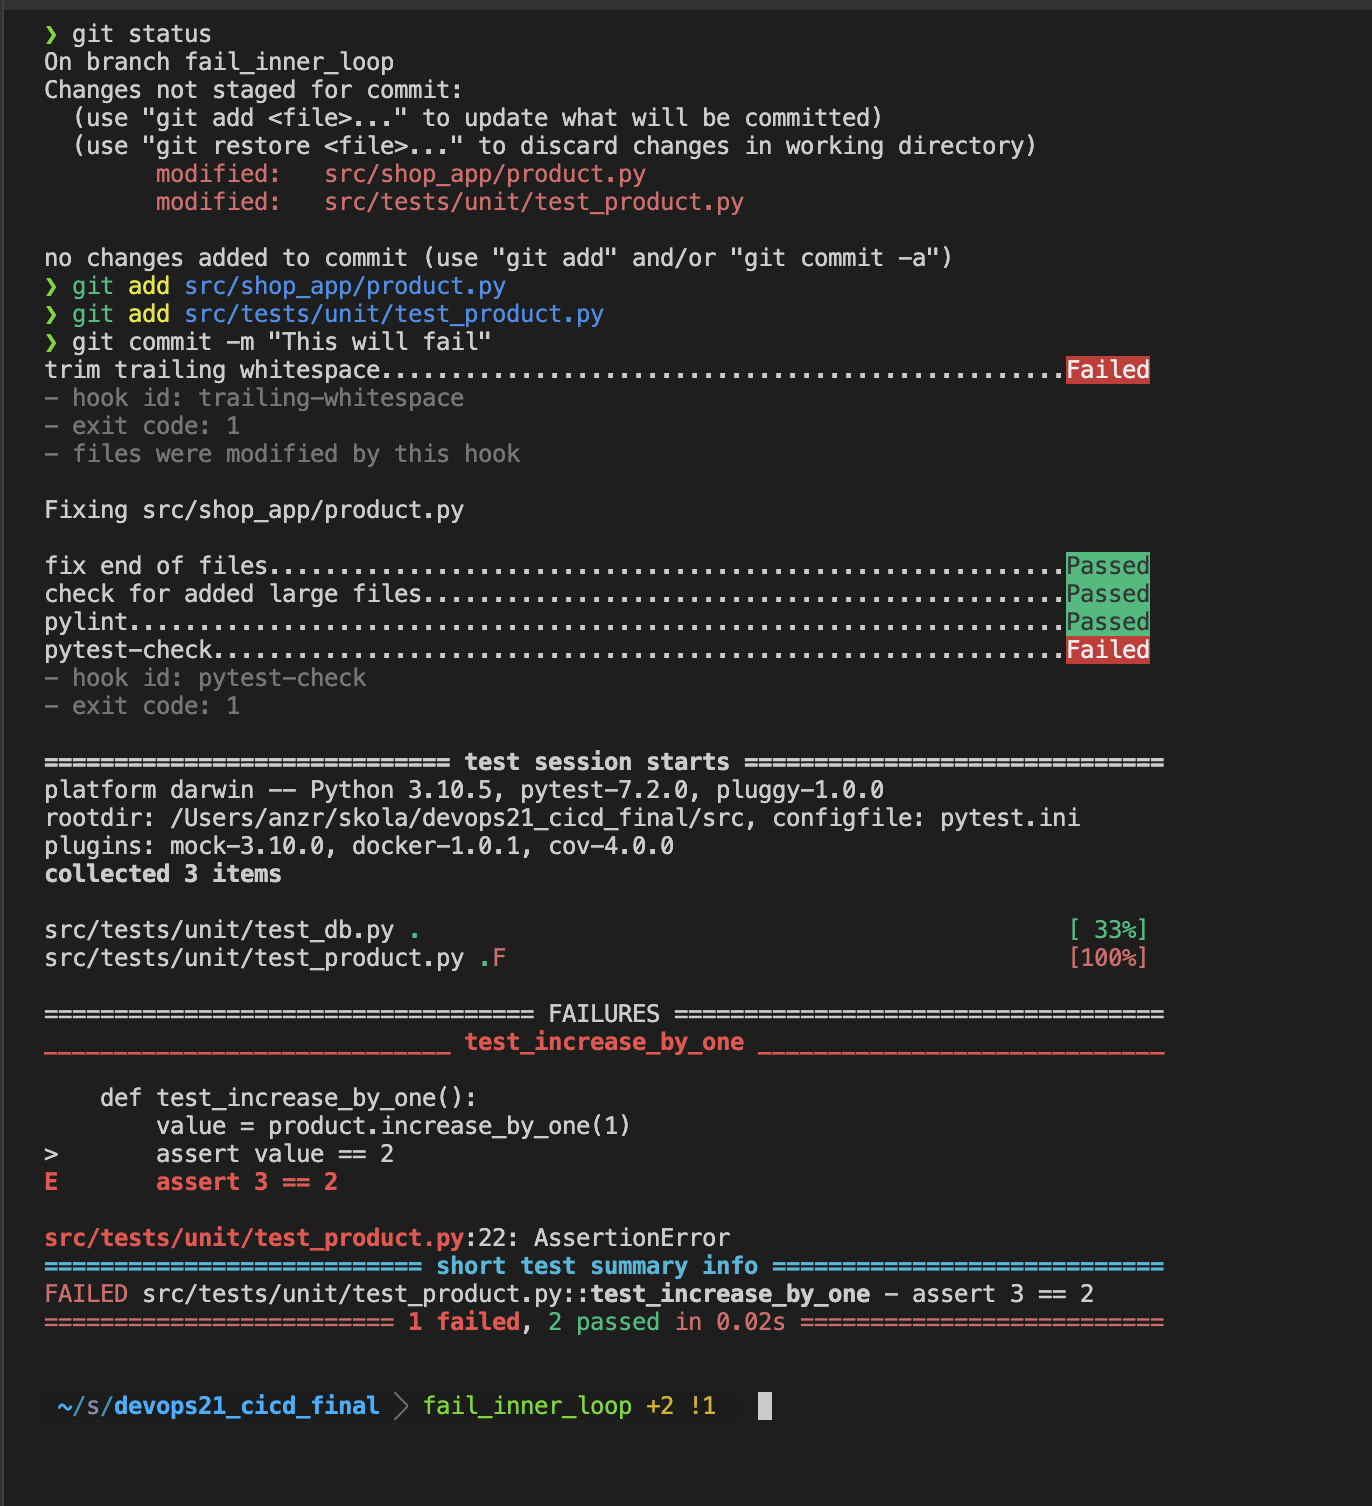 ❯ git status
On branch fail_inner_loop
Changes not staged for commit:
  (use "git add <file>..." to update what will be committed)
  (use "git restore <file>..." to discard changes in working directory)
        modified:   src/shop_app/product.py
        modified:   src/tests/unit/test_product.py

no changes added to commit (use "git add" and/or "git commit -a")
❯ git add src/shop_app/product.py
❯ git add src/tests/unit/test_product.py
❯ git commit -m "This will fail"
trim trailing whitespace.................................................Failed
- hook id: trailing-whitespace
- exit code: 1
- files were modified by this hook

Fixing src/shop_app/product.py

fix end of files.........................................................Passed
check for added large files..............................................Passed
pylint...................................................................Passed
pytest-check.............................................................Failed
- hook id: pytest-check
- exit code: 1

============================= test session starts ==============================
platform darwin -- Python 3.10.5, pytest-7.2.0, pluggy-1.0.0
rootdir: /Users/anzr/skola/devops21_cicd_final/src, configfile: pytest.ini
plugins: mock-3.10.0, docker-1.0.1, cov-4.0.0
collected 3 items

src/tests/unit/test_db.py .                                              [ 33%]
src/tests/unit/test_product.py .F                                        [100%]

=================================== FAILURES ===================================
_____________________________ test_increase_by_one _____________________________

    def test_increase_by_one():
        value = product.increase_by_one(1)
>       assert value == 2
E       assert 3 == 2

src/tests/unit/test_product.py:22: AssertionError
=========================== short test summary info ============================
FAILED src/tests/unit/test_product.py::test_increase_by_one - assert 3 == 2
========================= 1 failed, 2 passed in 0.02s ==========================

~/s/devops21_cicd_final fail_inner_loop +2 !1